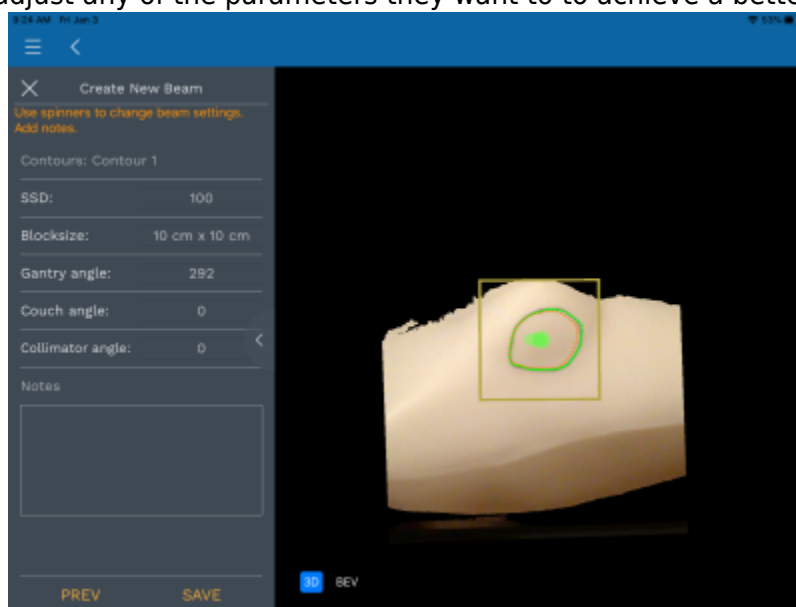 adjust any of the parameters they want to to achieve a bette
9:24 AM Fri Jan 3
53%
Create New Beam
Use spinners to change beam settings.
Add notes.
Contours: Contour 1
SSD: 100
Blocksize: 10 cm x 10 cm
Gantry angle: 292
Couch angle: 0
Collimator angle: 0
Notes
3D BEV
PREV SAVE